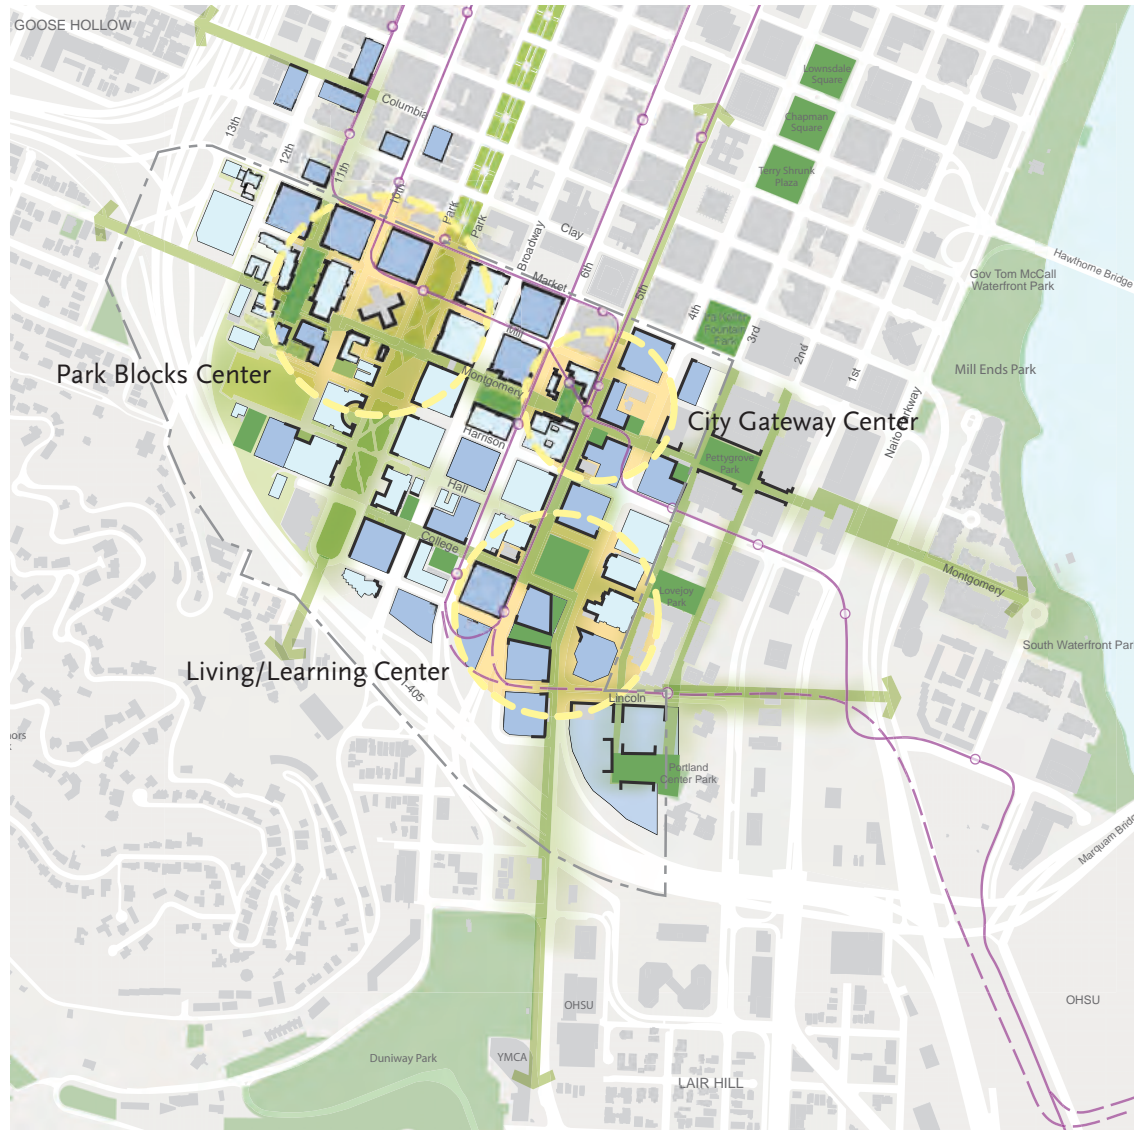 GOOSE HOLLOW
Lownsdale
Square
Columbia
Chapman
Square
13th
12th
11th
10th
Terry Shrunk
Plaza
Park
Park
Broadway
Clay
6th
Market
5th
Hawthorne Bridge
Gov Tom McCall
Waterfront Park
4th
3rd
Fountain
Park
2nd
1st
Mill
Mill Ends Park
Park Blocks Center
Montgomery
Naito Parkway
City Gateway Center
Harrison
Pettygrove
Park
Hall
College
Montgomery
Lovejoy
Park
South Waterfront Par
Living/Learning Center
I-405
Lincoln
Portland
Center Park
Marquam Bridg
OHSU
OHSU
Duniway Park
YMCA
LAIR HILL